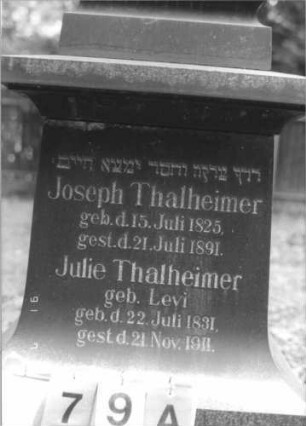 רדף צדקה וחסד ימצא חיים
Joseph Thalheimer
geb. d. 15. Juli 1825,
gest. d. 21. Juli 1891.
Julie Thalheimer
geb. Levi
geb. d. 22. Juli 1831,
gest d. 21. Nov. 1911.
79A